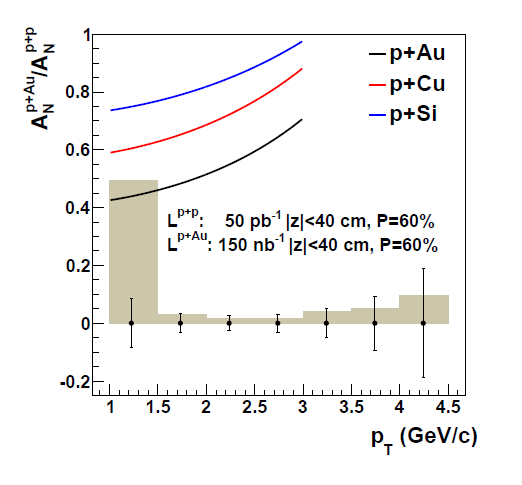 A_N^{p+Au}/A_N^{p+p}
1
0.8
0.6
0.4
0.2
0
-0.2
p+Au
p+Cu
p+Si
L^{p+p}: 50 pb^{-1} |z|<40 cm, P=60%
L^{p+Au}: 150 nb^{-1} |z|<40 cm, P=60%
1 1.5 2 2.5 3 3.5 4 4.5
p_T (GeV/c)